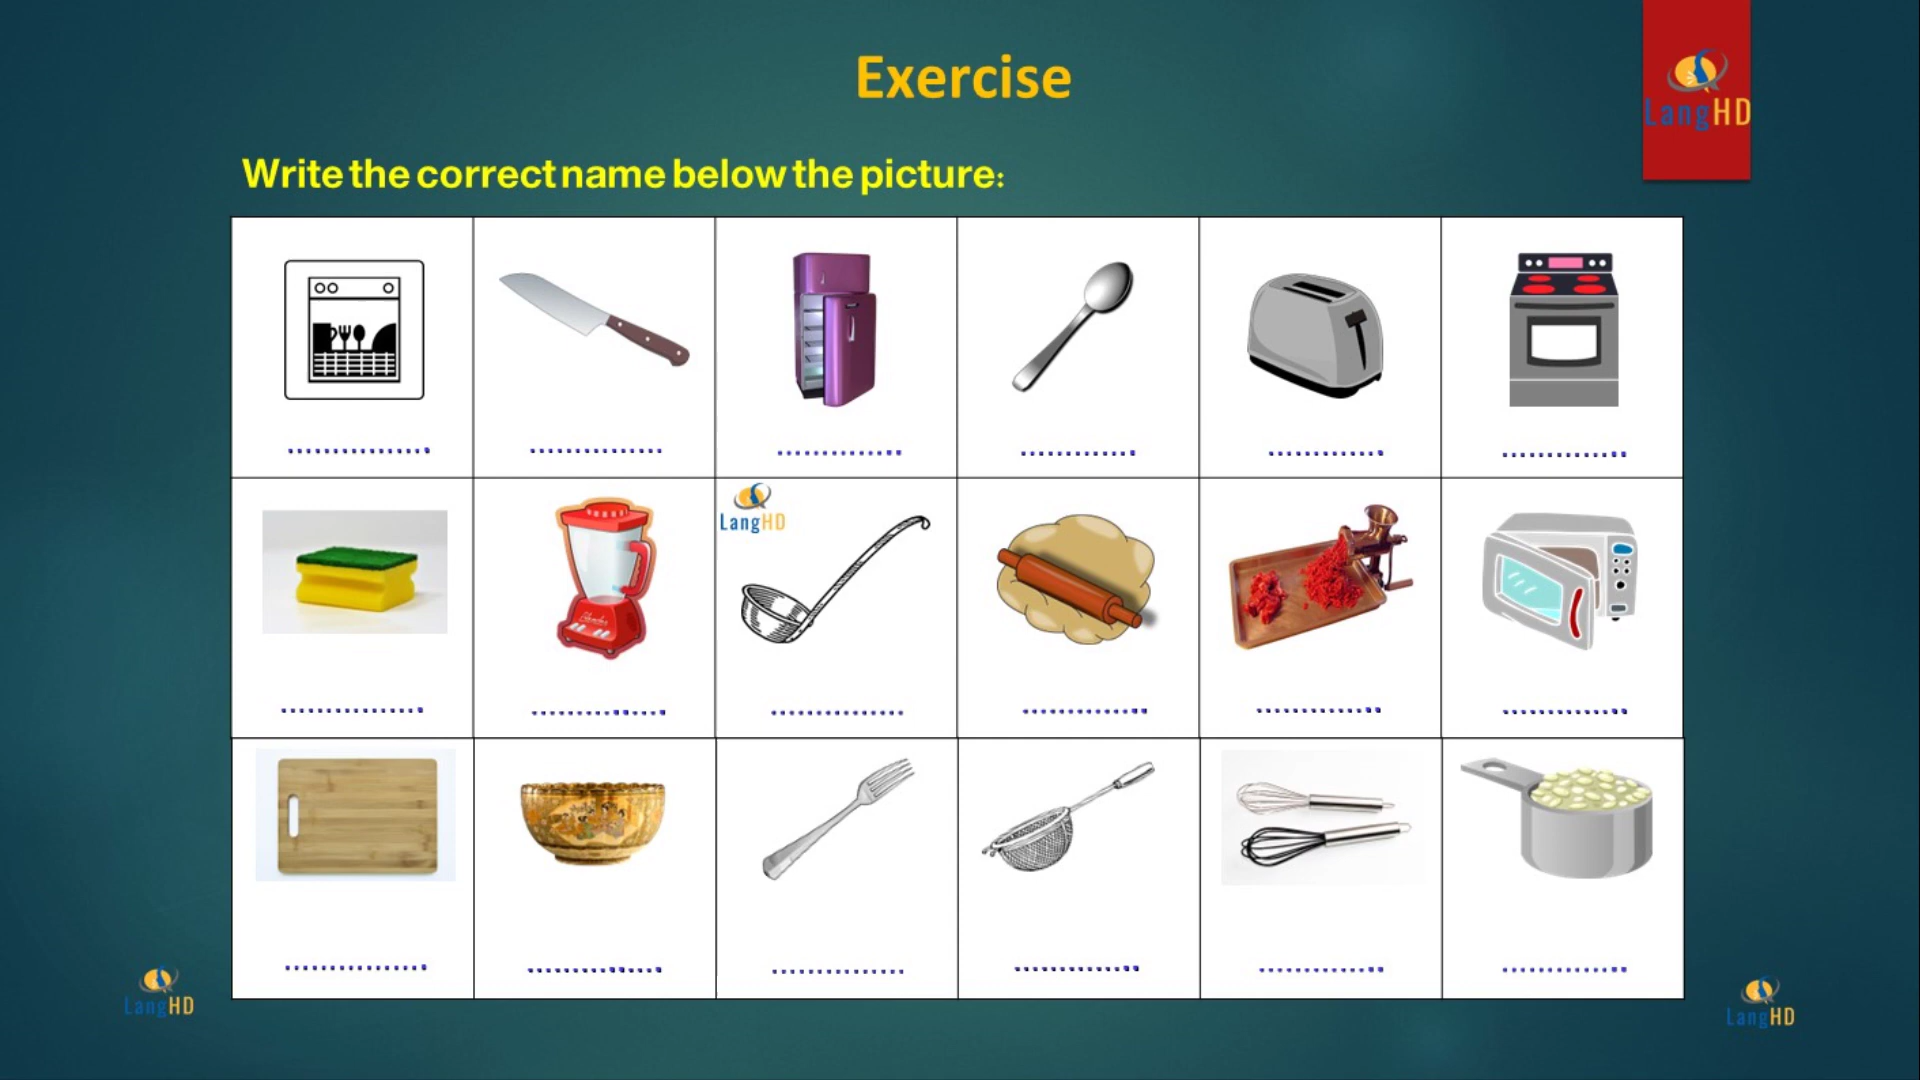 Exercise
LangHD
Write the correct name below the picture:
LangHD
LangHD
LangHD